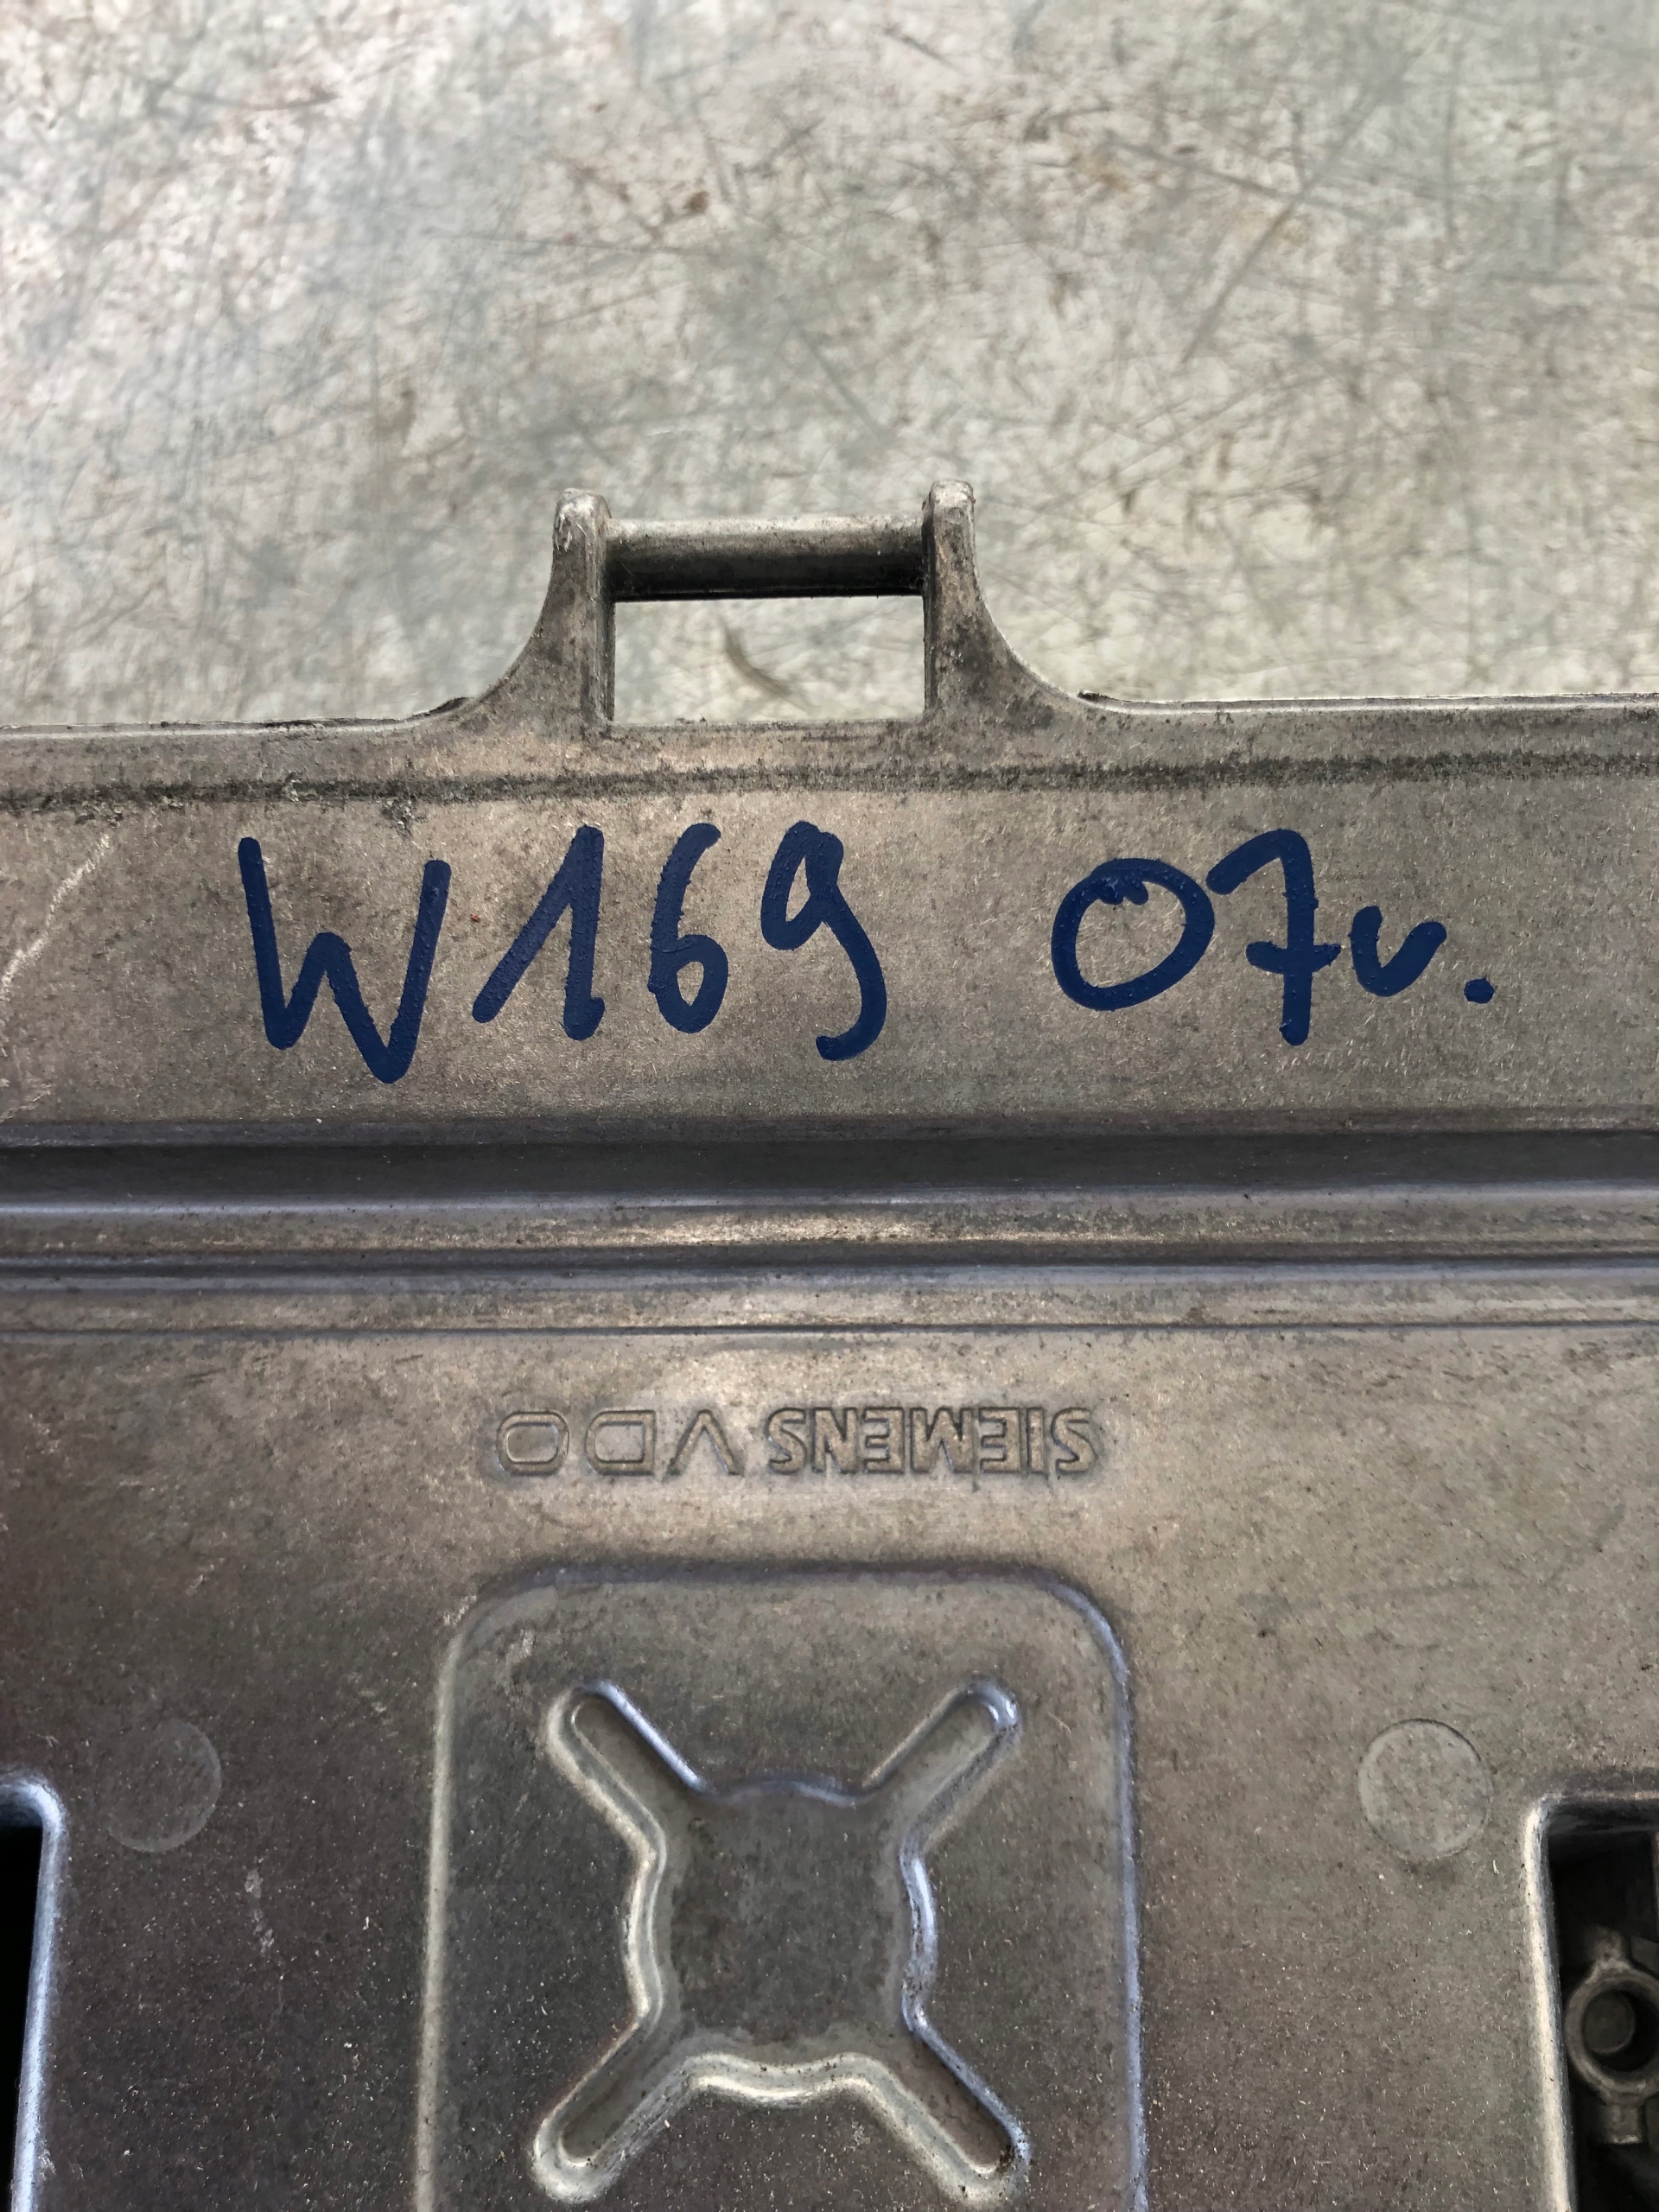 W169 07r.
SIEMENS VDO